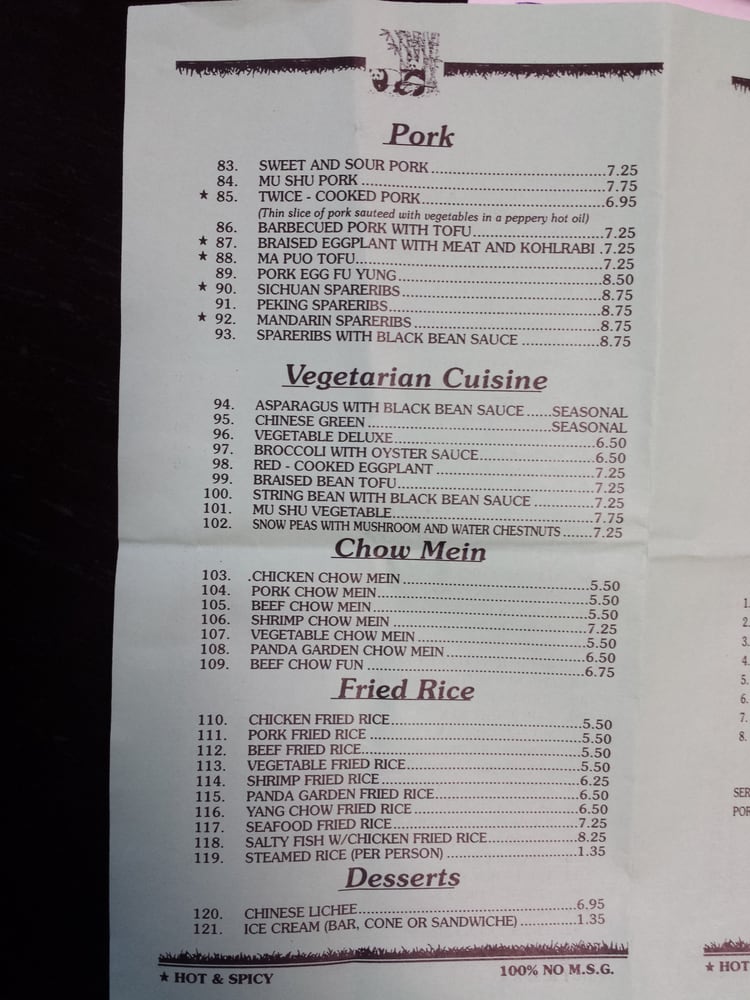 Pork
83. SWEET AND SOUR PORK....................7.25
84. MU SHU PORK....................7.75
★ 85. TWICE - COOKED PORK....................6.95
(Thin slice of pork sauteed with vegetables in a peppery hot oil)
86. BARBECUED PORK WITH TOFU....................7.25
★ 87. BRAISED EGGPLANT WITH MEAT AND KOHLRABI .7.25
★ 88. MA PUO TOFU....................7.25
89. PORK EGG FU YUNG....................8.50
★ 90. SICHUAN SPARERIBS....................8.75
91. PEKING SPARERIBS....................8.75
★ 92. MANDARIN SPARERIBS....................8.75
93. SPARERIBS WITH BLACK BEAN SAUCE....................8.75
Vegetarian Cuisine
94. ASPARAGUS WITH BLACK BEAN SAUCE......SEASONAL
95. CHINESE GREEN....................SEASONAL
96. VEGETABLE DELUXE....................6.50
97. BROCCOLI WITH OYSTER SAUCE....................6.50
98. RED - COOKED EGGPLANT....................7.25
99. BRAISED BEAN TOFU....................7.25
100. STRING BEAN WITH BLACK BEAN SAUCE....................7.25
101. MU SHU VEGETABLE....................7.75
102. SNOW PEAS WITH MUSHROOM AND WATER CHESTNUTS.......7.25
Chow Mein
103. .CHICKEN CHOW MEIN....................5.50
104. PORK CHOW MEIN....................5.50
105. BEEF CHOW MEIN....................5.50
106. SHRIMP CHOW MEIN....................7.25
107. VEGETABLE CHOW MEIN....................5.50
108. PANDA GARDEN CHOW MEIN....................6.50
109. BEEF CHOW FUN....................6.75
Fried Rice
110. CHICKEN FRIED RICE....................5.50
111. PORK FRIED RICE....................5.50
112. BEEF FRIED RICE....................5.50
113. VEGETABLE FRIED RICE....................5.50
114. SHRIMP FRIED RICE....................6.25
115. PANDA GARDEN FRIED RICE....................6.50
116. YANG CHOW FRIED RICE....................6.50
117. SEAFOOD FRIED RICE....................7.25
118. SALTY FISH W/CHICKEN FRIED RICE....................8.25
119. STEAMED RICE (PER PERSON)....................1.35
Desserts
120. CHINESE LICHEE....................6.95
121. ICE CREAM (BAR, CONE OR SANDWICHE)....................1.35
★ HOT & SPICY 100% NO M.S.G.
1.
2.
3.
4.
5.
6.
7.
8.
★ HOT